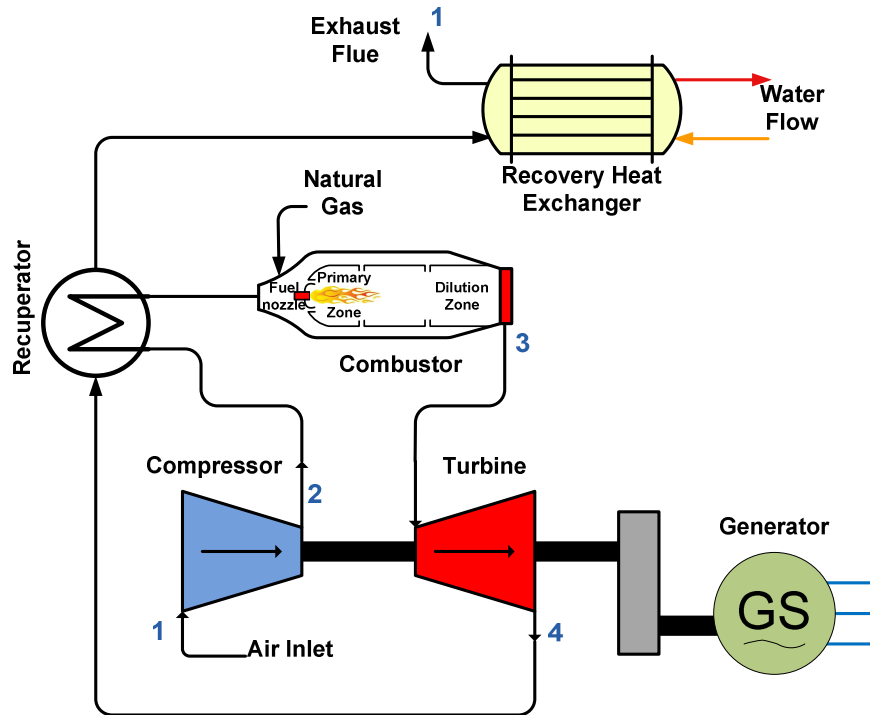 1
Exhaust
Flue
Water
Flow
Recovery Heat
Exchanger
Natural
Gas
Recuperator
Fuel
nozzle
Primary
Zone
Dilution
Zone
3
Combustor
Compressor
Turbine
2
Generator
GS
1
Air Inlet
4